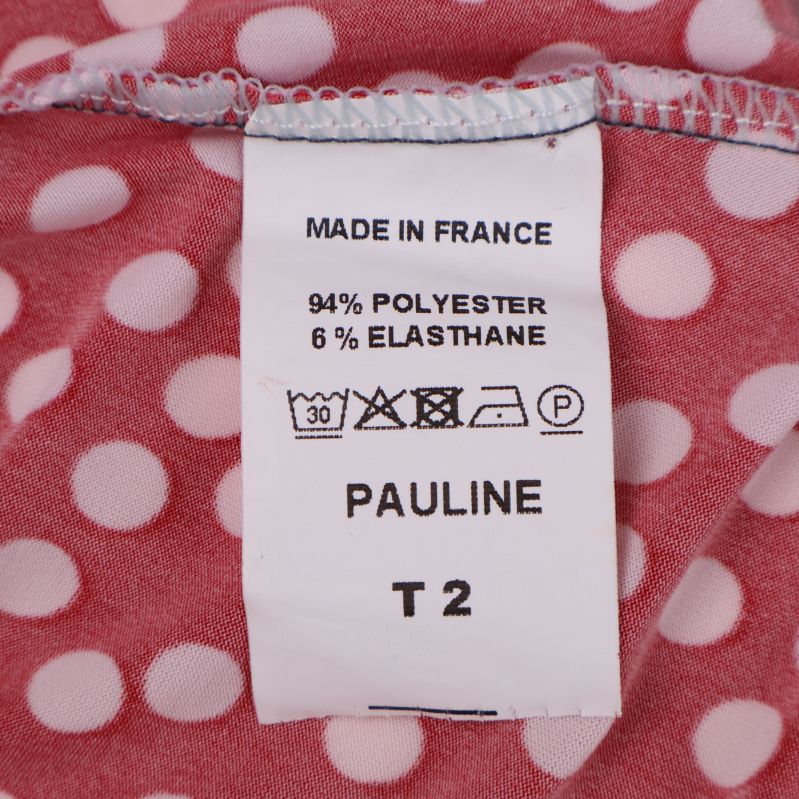 MADE IN FRANCE
94% POLYESTER
6 % ELASTHANE
30 P
PAULINE
T 2